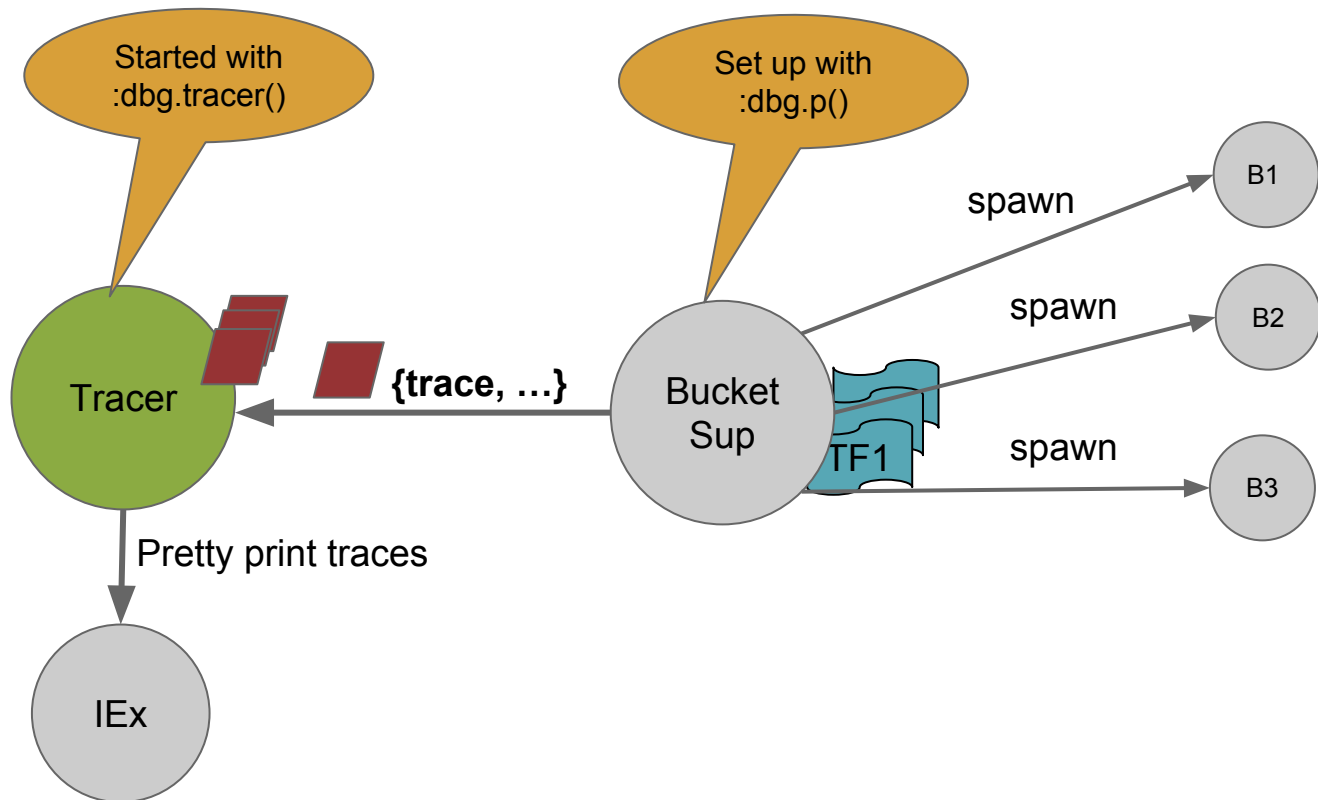 Started with
:dbg.tracer()
Set up with
:dbg.p()
B1
spawn
B2
spawn
Tracer
{trace, …}
Bucket
Sup
TF1
spawn
B3
Pretty print traces
IEx